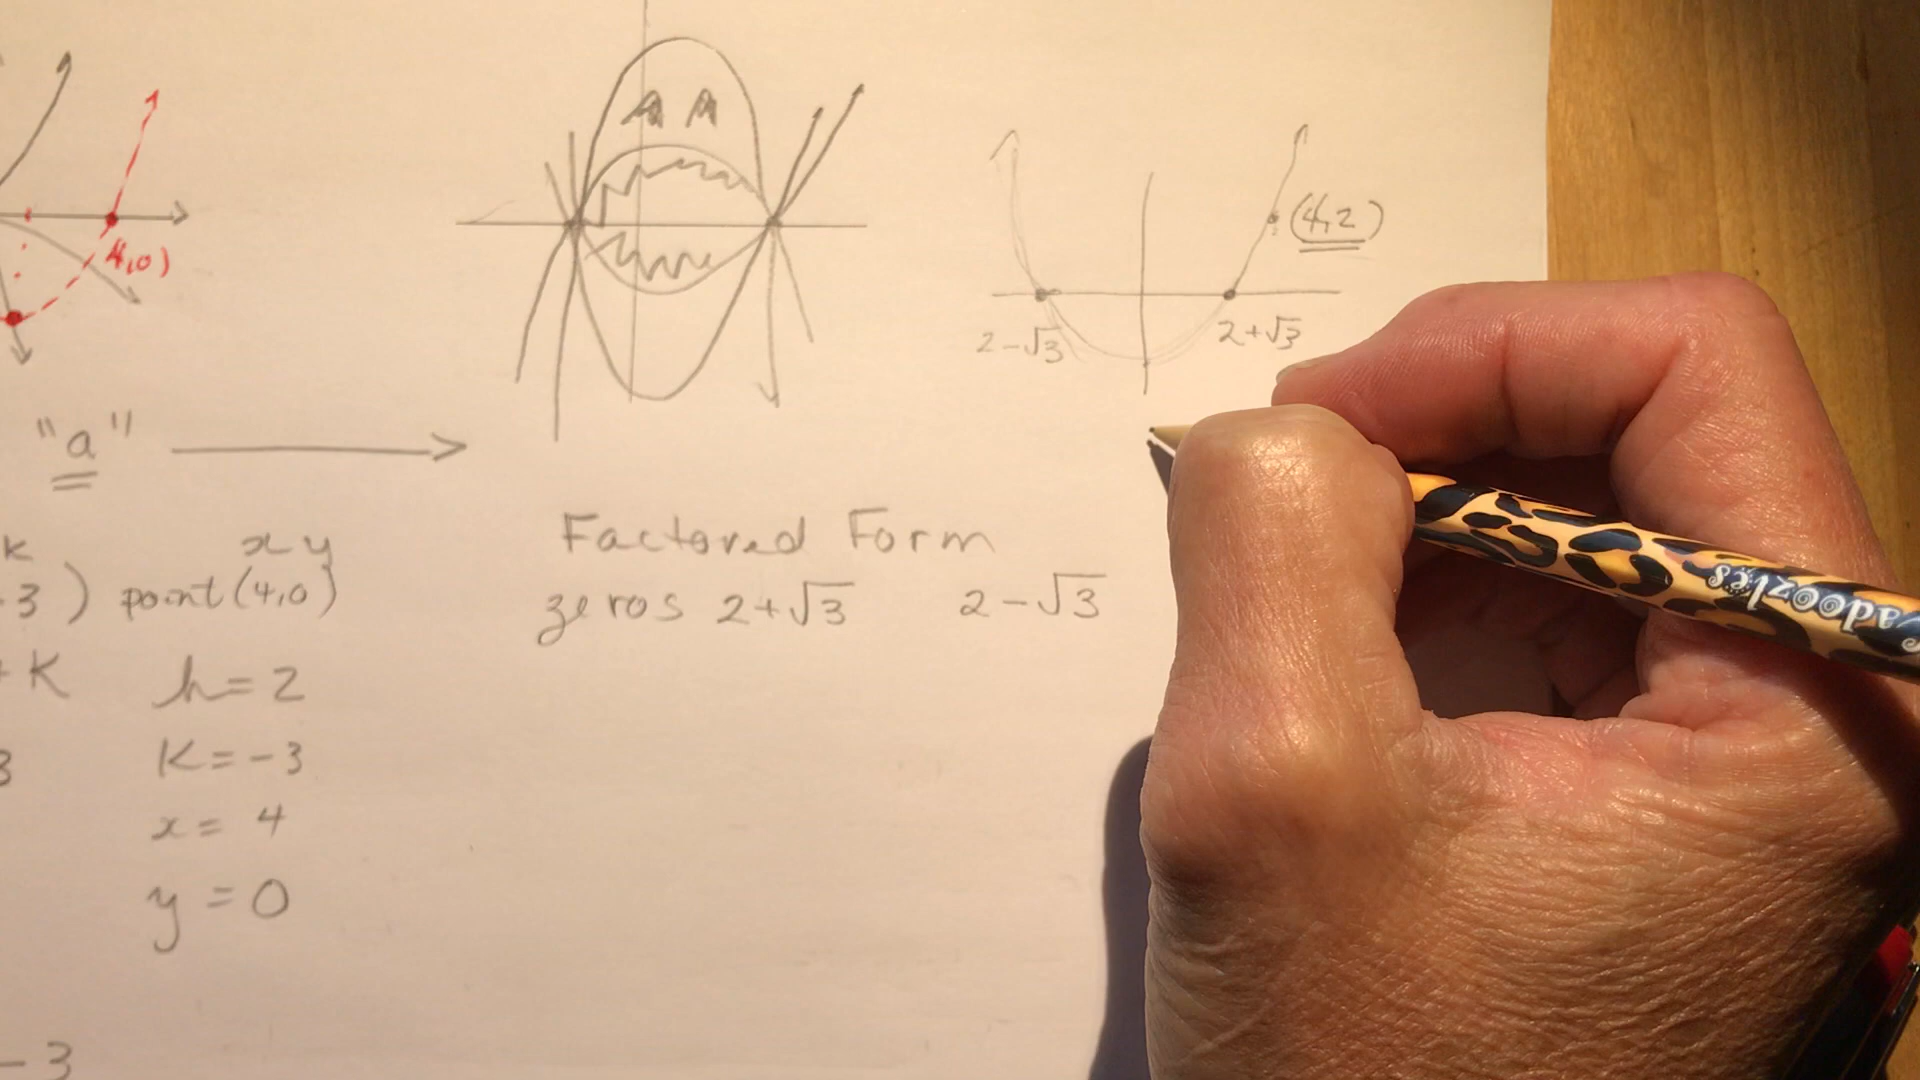 4,0)
(4,2)
2-√3
2+√3
"a"
K
x y
-3) point (4,0)
+ K
h=2
3
K=-3
x= 4
y=0
-3
Factored Form
zeros 2+√3 2-√3
adoozles